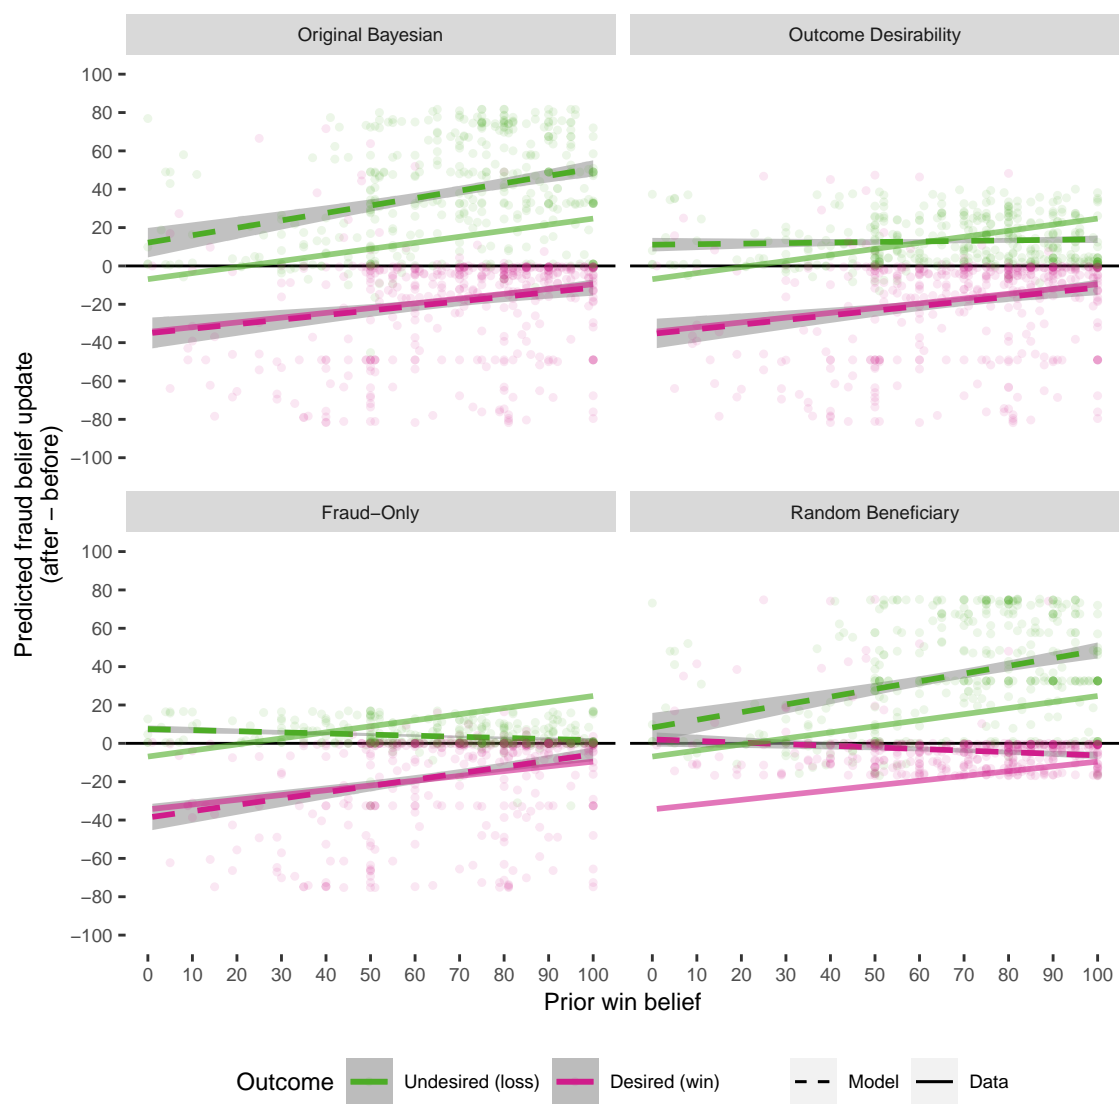 Original Bayesian
Outcome Desirability
100
80
60
40
20
0
−20
−40
−60
−80
−100
Fraud−Only
Random Beneficiary
100
80
60
40
20
0
−20
−40
−60
−80
−100
0 10 20 30 40 50 60 70 80 90 100
0 10 20 30 40 50 60 70 80 90 100
Predicted fraud belief update
(after − before)
Prior win belief
Outcome
Undesired (loss)
Desired (win)
Model
Data